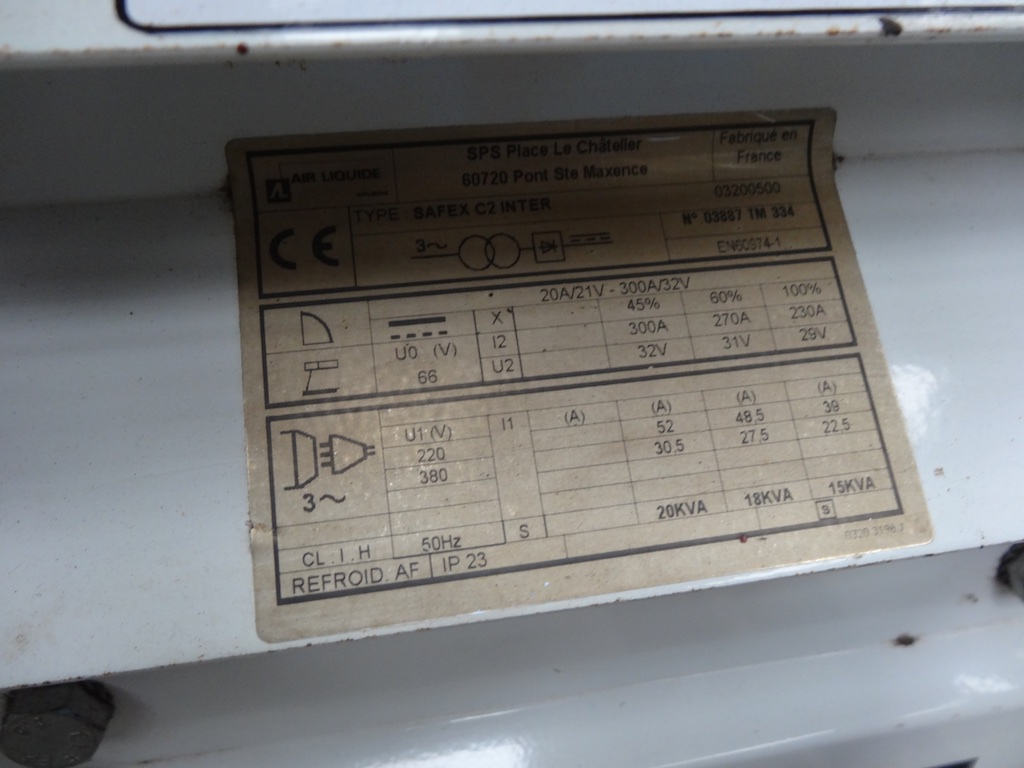 AIR LIQUIDE
SPS Place Le Châtelier
60720 Pont Ste Maxence
Fabriqué en
France
TYPE SAFEX C2 INTER
03200500
CE
3~
N° 03887 TM 334
EN60974-1
20A/21V - 300A/32V
X 45% 60% 100%
U0 (V) I2 300A 270A 230A
66 U2 32V 31V 29V
U1 (V) I1 (A) (A) (A) (A)
220 52 48,5 39
380 30,5 27,5 22,5
3~
CL . I . H 50Hz S 20KVA 18KVA 15KVA
REFROID. AF IP 23 S